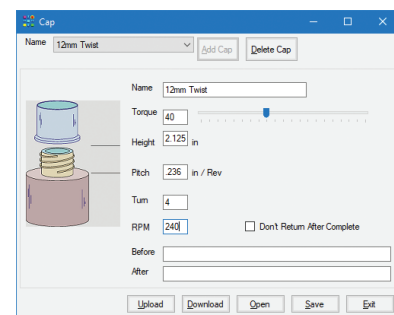 Cap
Name 12mm Twist Add Cap Delete Cap
Name 12mm Twist
Torque 40
Height 2.125 in
Pitch .236 in / Rev
Turn 4
RPM 240 Don't Return After Complete
Before
After
Upload Download Open Save Exit